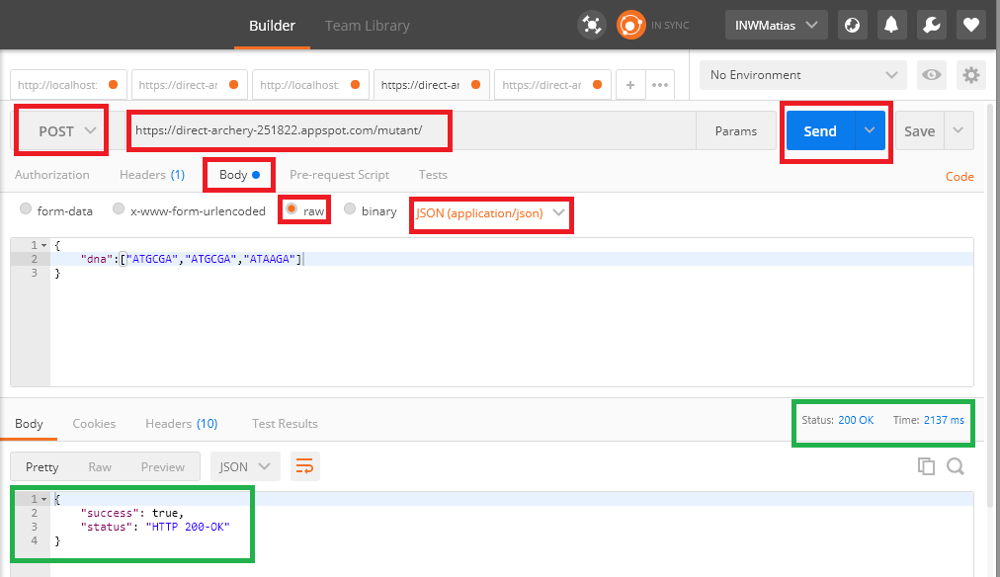 Builder Team Library IN SYNC INWMatias
http://localhost: https://direct-ar http://localhost: https://direct-ar https://direct-ar + ••• No Environment
POST https://direct-archery-251822.appspot.com/mutant/ Params Send Save
Authorization Headers (1) Body Pre-request Script Tests Code
form-data x-www-form-urlencoded raw binary JSON (application/json)
1 {
2 "dna":["ATGCGA","ATGCGA","ATAAGA"]
3 }
Body Cookies Headers (10) Test Results Status: 200 OK Time: 2137 ms
Pretty Raw Preview JSON
1 {
2 "success": true,
3 "status": "HTTP 200-OK"
4 }